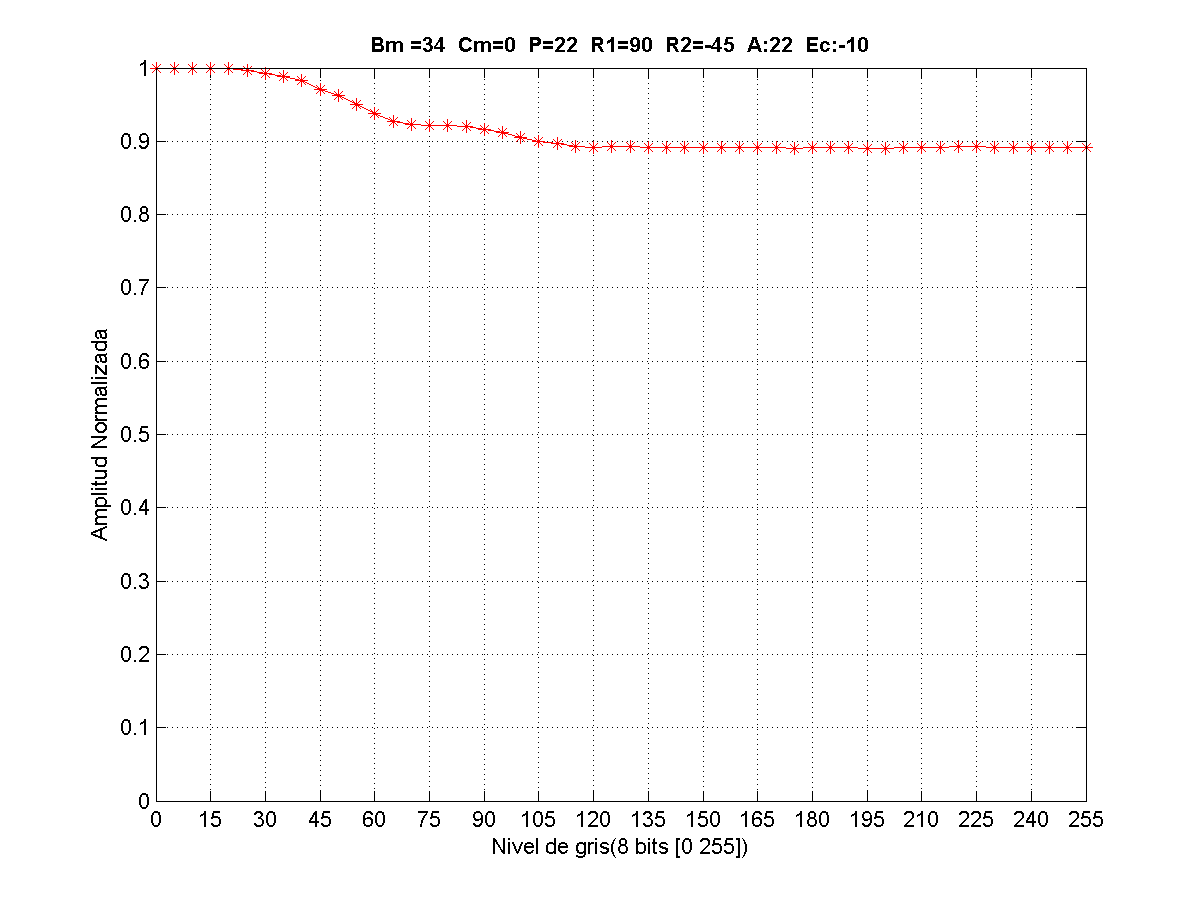 Bm =34 Cm=0 P=22 R1=90 R2=-45 A:22 Ec:-10
1
0.9
0.8
0.7
0.6
0.5
0.4
0.3
0.2
0.1
0
Amplitud Normalizada
0 15 30 45 60 75 90 105 120 135 150 165 180 195 210 225 240 255
Nivel de gris(8 bits [0 255])